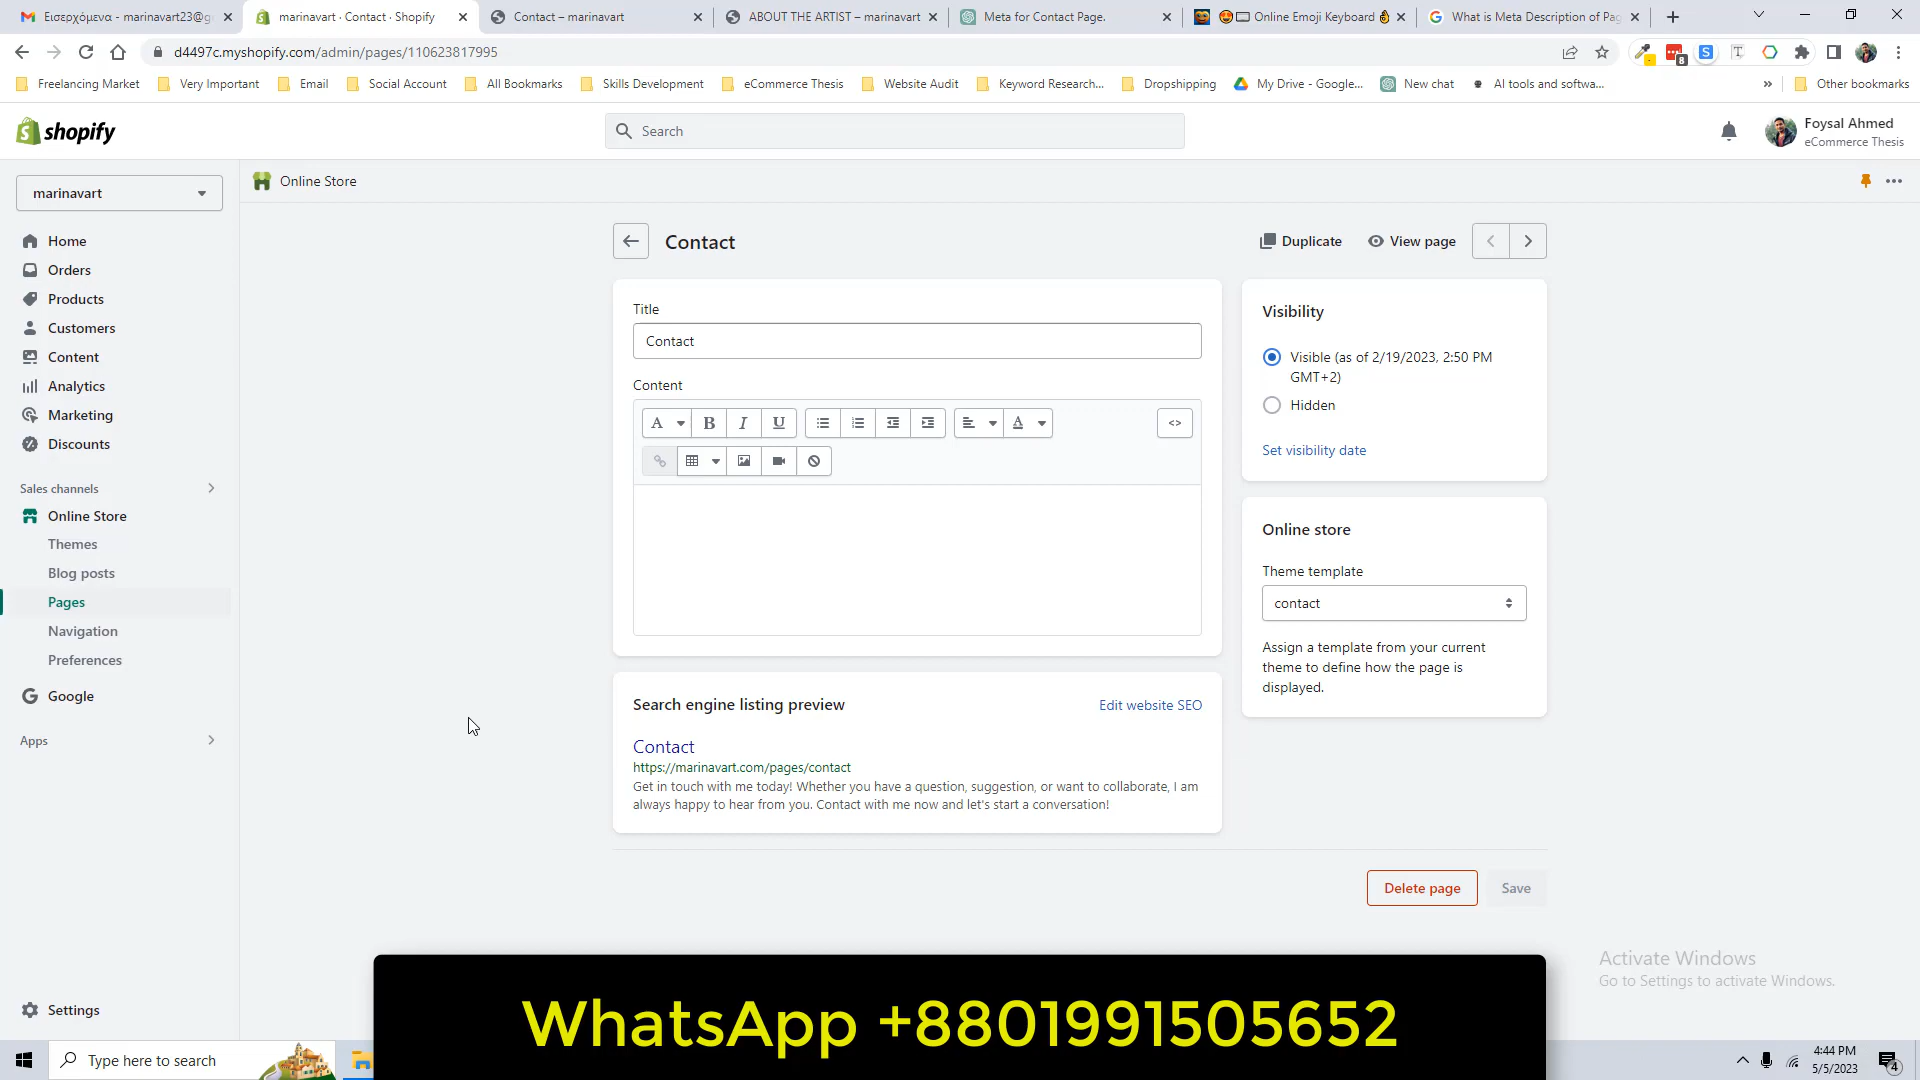 Εισερχόμενα - marinavart23@g
marinavart · Contact · Shopify
Contact – marinavart
ABOUT THE ARTIST – marinavart
Meta for Contact Page.
Online Emoji Keyboard
What is Meta Description of Pag
d4497c.myshopify.com/admin/pages/110623817995
8
Freelancing Market
Very Important
Email
Social Account
All Bookmarks
Skills Development
eCommerce Thesis
Website Audit
Keyword Research...
Dropshipping
My Drive - Google...
New chat
AI tools and softwa...
»
Other bookmarks
shopify
Search
Foysal Ahmed
eCommerce Thesis
marinavart
Online Store
Home
Orders
Products
Customers
Content
Analytics
Marketing
Discounts
Sales channels
Online Store
Themes
Blog posts
Pages
Navigation
Preferences
Google
Apps
Settings
Contact
Duplicate
View page
Title
Contact
Content
A
B
I
U
A
<>
Search engine listing preview
Edit website SEO
Contact
https://marinavart.com/pages/contact
Get in touch with me today! Whether you have a question, suggestion, or want to collaborate, I am
always happy to hear from you. Contact with me now and let's start a conversation!
Visibility
Visible (as of 2/19/2023, 2:50 PM
GMT+2)
Hidden
Set visibility date
Online store
Theme template
contact
Assign a template from your current
theme to define how the page is
displayed.
Delete page
Save
Activate Windows
Go to Settings to activate Windows.
WhatsApp +8801991505652
Type here to search
4:44 PM
5/5/2023
4